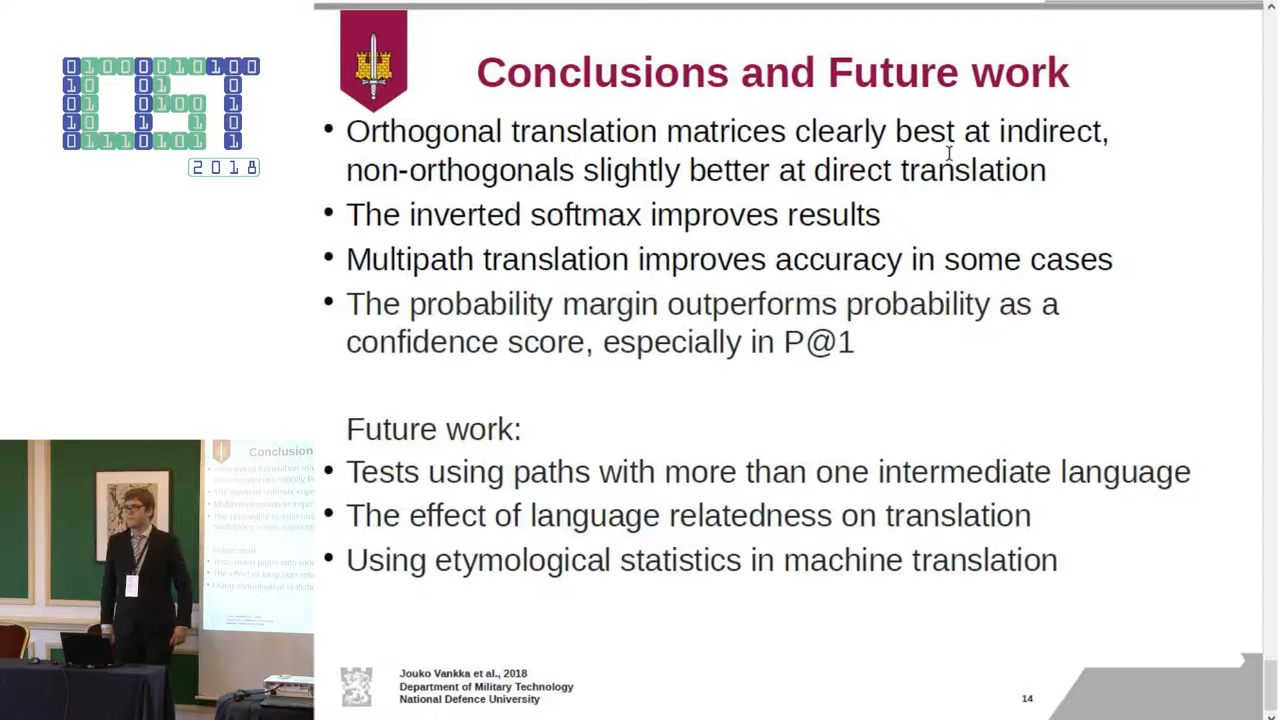 2018
Conclusions and Future work
• Orthogonal translation matrices clearly best at indirect,
non-orthogonals slightly better at direct translation
• The inverted softmax improves results
• Multipath translation improves accuracy in some cases
• The probability margin outperforms probability as a
confidence score, especially in P@1
Future work:
• Tests using paths with more than one intermediate language
• The effect of language relatedness on translation
• Using etymological statistics in machine translation
Jouko Vankka et al., 2018
Department of Military Technology
National Defence University
14
Conclusion
Future work